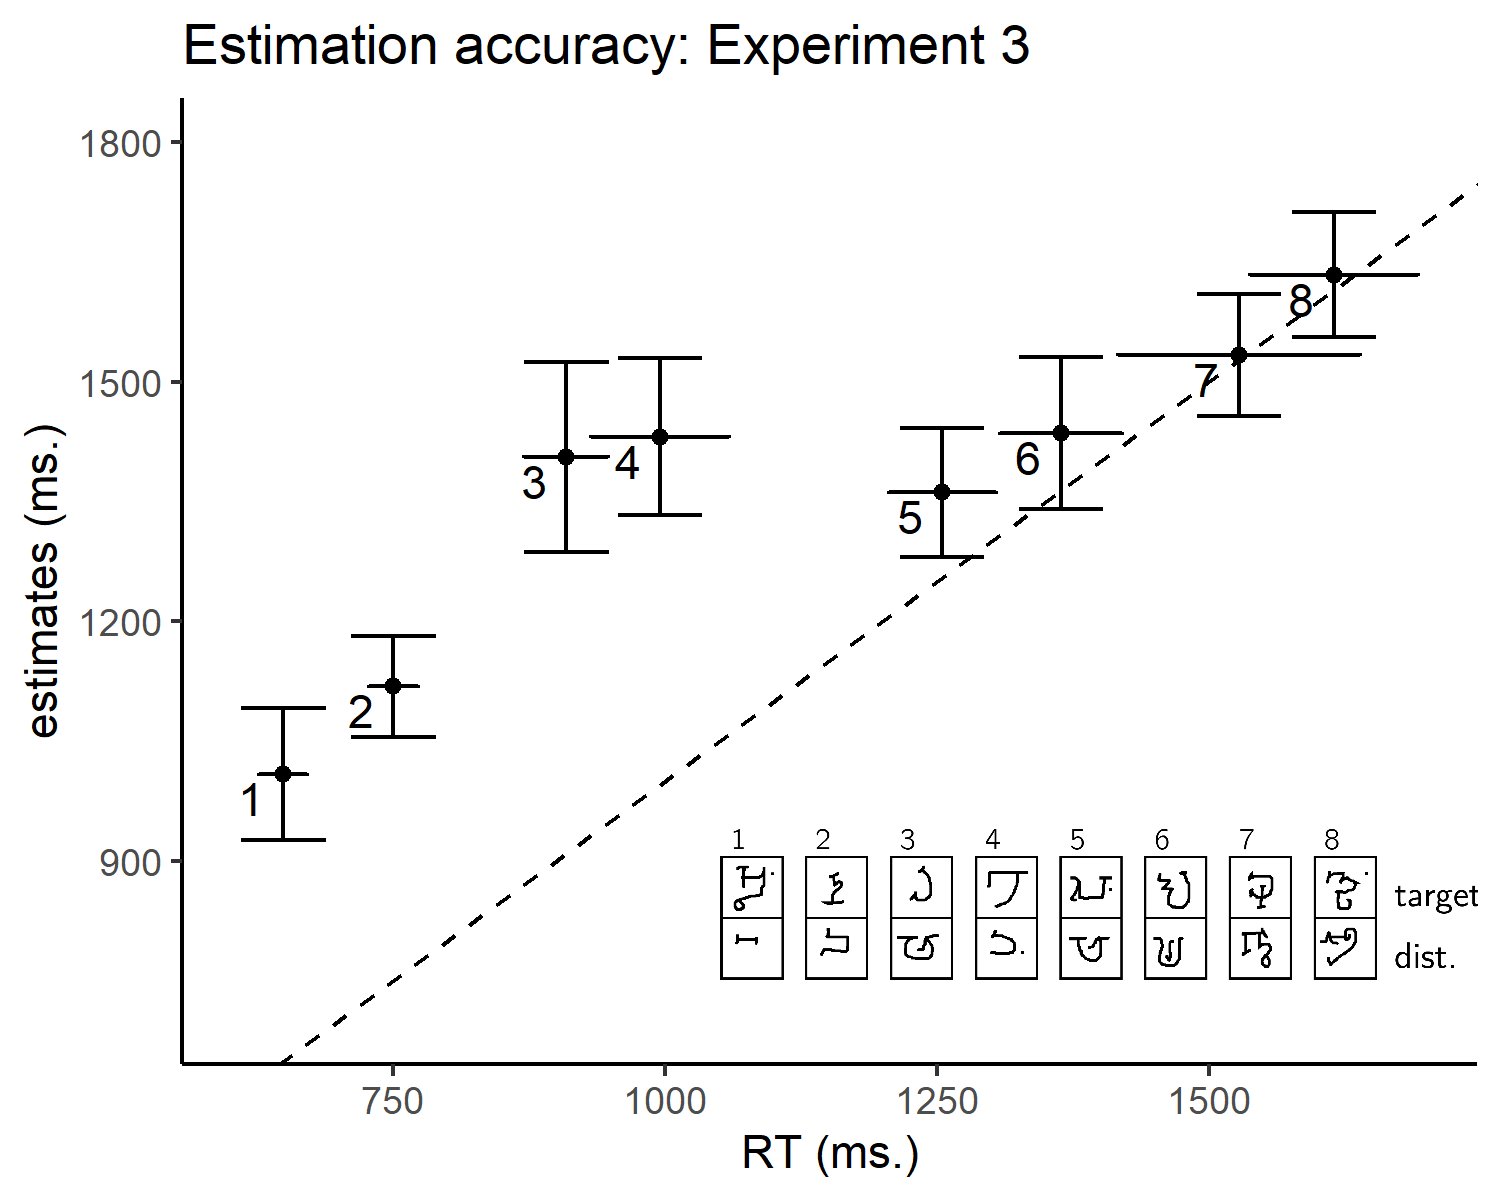 Estimation accuracy: Experiment 3
estimates (ms.)
1800
1500
1200
900
1
2
3
4
5
6
7
8
1 2 3 4 5 6 7 8
target
dist.
750 1000 1250 1500
RT (ms.)